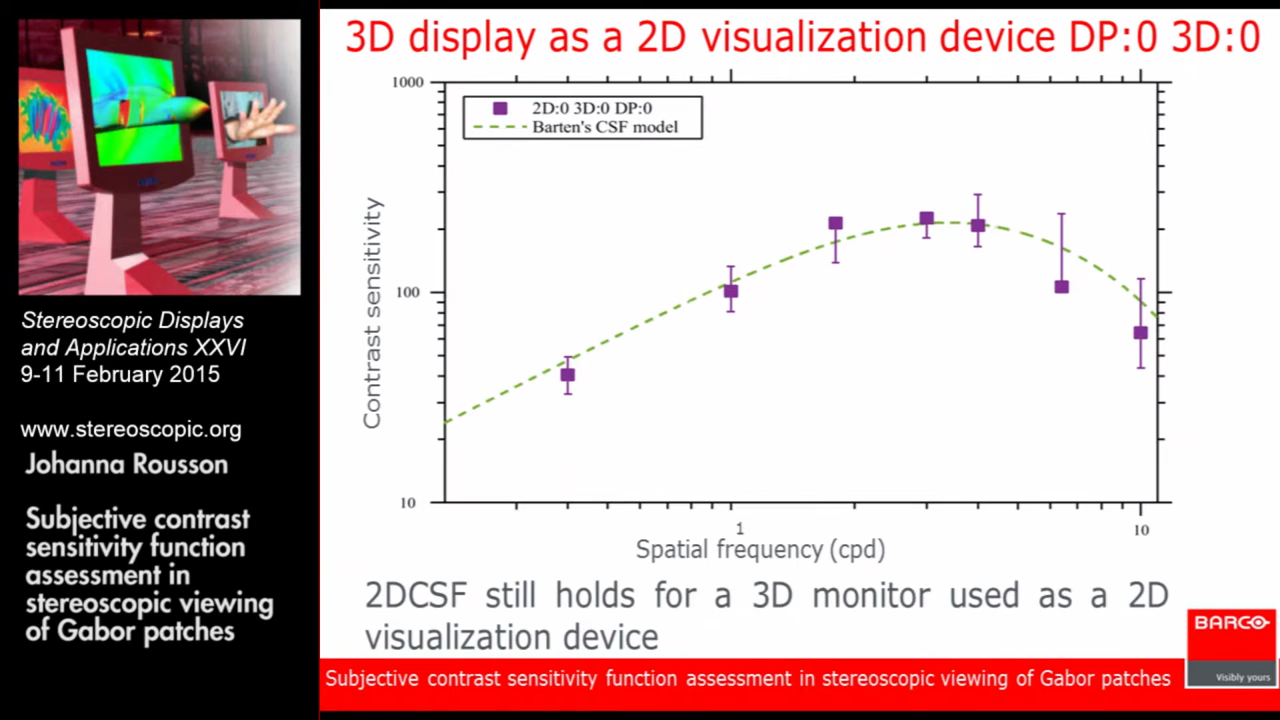 3D display as a 2D visualization device DP:0 3D:0
1000
2D:0 3D:0 DP:0
Barten's CSF model
Contrast sensitivity
100
10
1
10
Spatial frequency (cpd)
2DCSF still holds for a 3D monitor used as a 2D
visualization device
BARCO
Visibly yours
Subjective contrast sensitivity function assessment in stereoscopic viewing of Gabor patches
Stereoscopic Displays
and Applications XXVI
9-11 February 2015
www.stereoscopic.org
Johanna Rousson
Subjective contrast
sensitivity function
assessment in
stereoscopic viewing
of Gabor patches